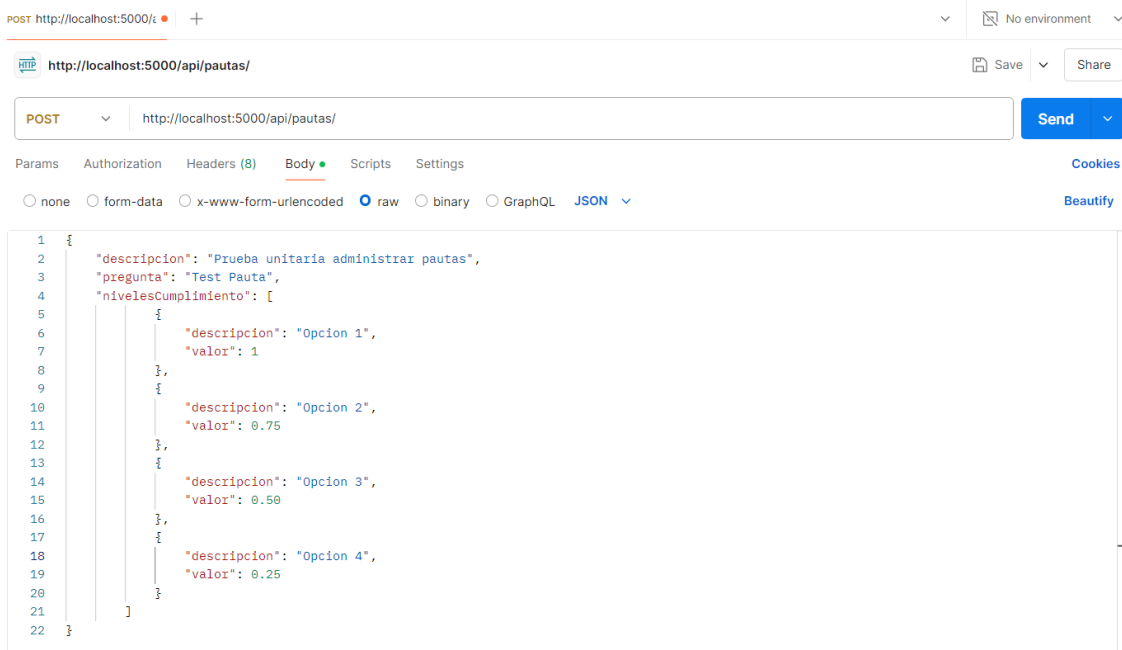 POST http://localhost:5000/a
No environment
HTTP http://localhost:5000/api/pautas/
Save
Share
POST
http://localhost:5000/api/pautas/
Send
Params Authorization Headers (8) Body Scripts Settings Cookies
none form-data x-www-form-urlencoded raw binary GraphQL JSON Beautify
1 {
2 "descripcion": "Prueba unitaria administrar pautas",
3 "pregunta": "Test Pauta",
4 "nivelesCumplimiento": [
5 {
6 "descripcion": "Opcion 1",
7 "valor": 1
8 },
9 {
10 "descripcion": "Opcion 2",
11 "valor": 0.75
12 },
13 {
14 "descripcion": "Opcion 3",
15 "valor": 0.50
16 },
17 {
18 "descripcion": "Opcion 4",
19 "valor": 0.25
20 }
21 ]
22 }